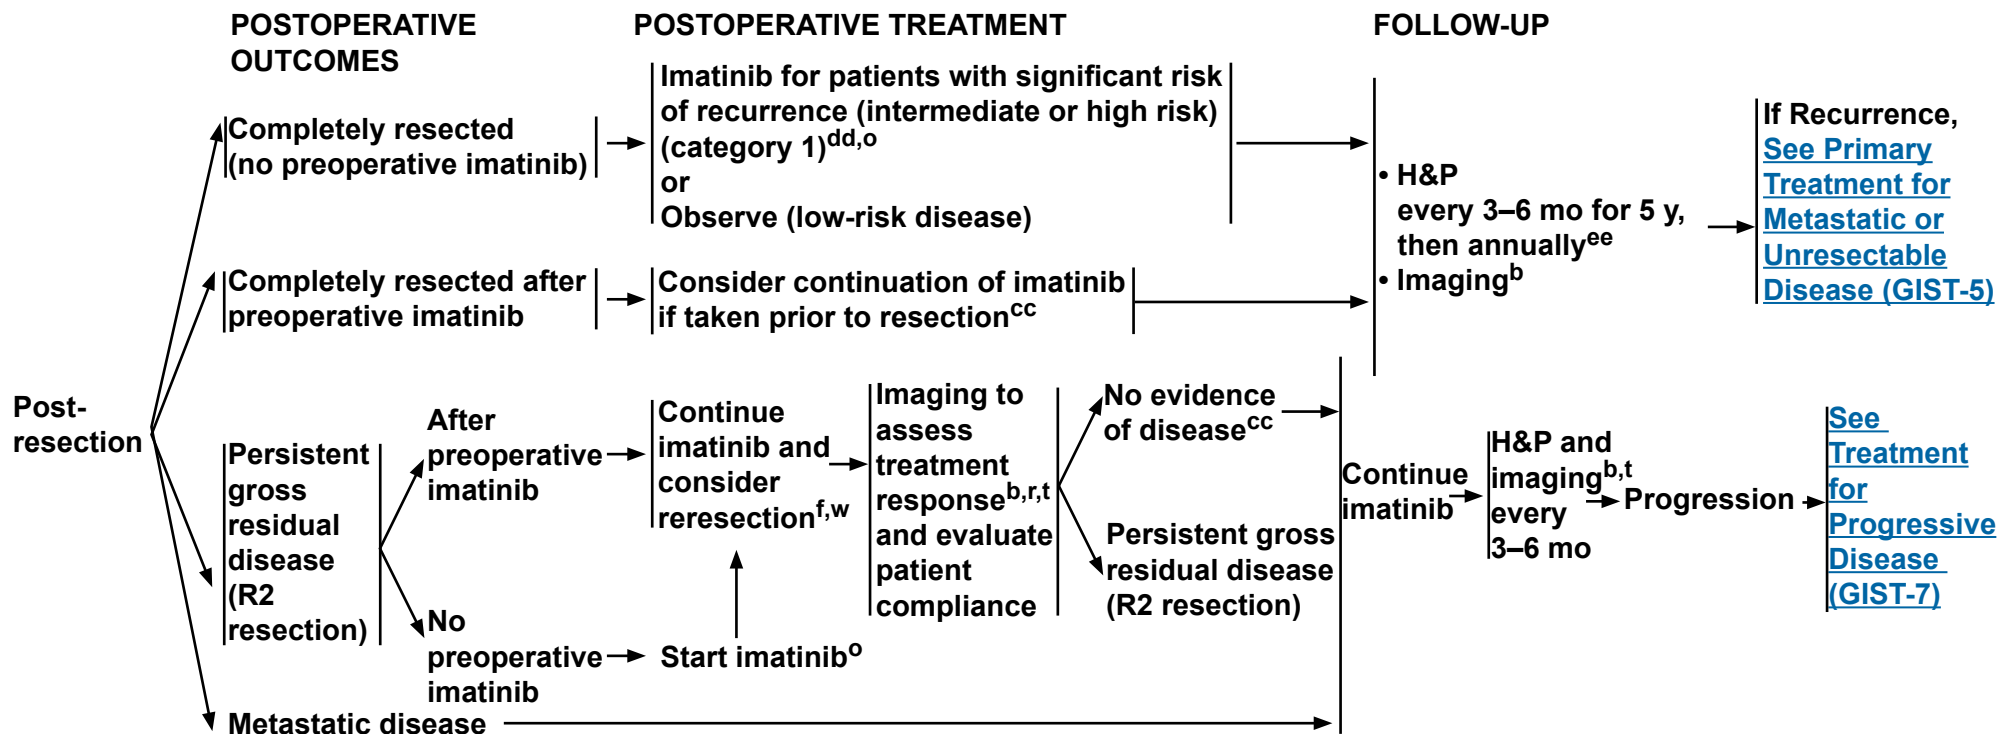 POSTOPERATIVE
OUTCOMES
POSTOPERATIVE TREATMENT
FOLLOW-UP
Post-
resection
Completely resected
(no preoperative imatinib)
Imatinib for patients with significant risk
of recurrence (intermediate or high risk)
(category 1)dd,o
or
Observe (low-risk disease)
Completely resected after
preoperative imatinib
Consider continuation of imatinib
if taken prior to resectioncc
• H&P
every 3–6 mo for 5 y,
then annuallyee
• Imagingb
If Recurrence,
See Primary
Treatment for
Metastatic or
Unresectable
Disease (GIST-5)
Persistent
gross
residual
disease
(R2
resection)
After
preoperative
imatinib
Continue
imatinib and
consider
reresectionf,w
No
preoperative
imatinib
Start imatinibo
Imaging to
assess
treatment
responseb,r,t
and evaluate
patient
compliance
No evidence
of diseasecc
Persistent gross
residual disease
(R2 resection)
Metastatic disease
Continue
imatinib
H&P and
imagingb,t
every
3–6 mo
Progression
See
Treatment
for
Progressive
Disease
(GIST-7)